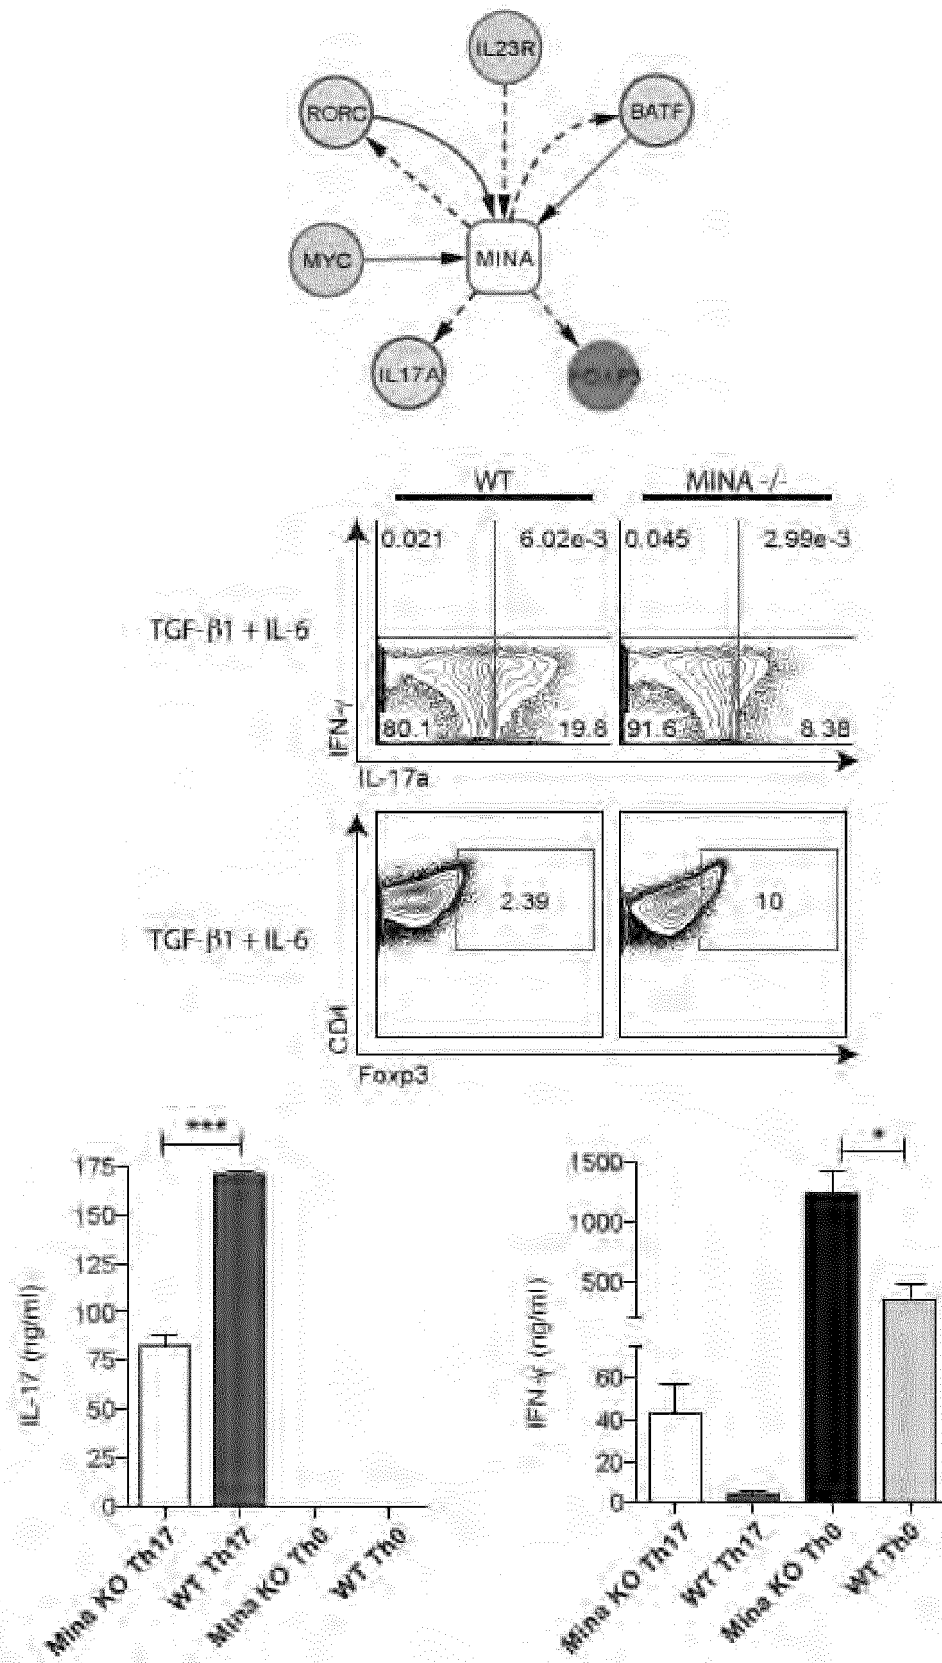 IL23R
RORC
BATF
MYC
MINA
IL17A
WT
MINA -/-
0.021
6.02e-3
0.045
2.99e-3
TGF-β1 + IL-6
IFN-γ
80.1
19.8
91.6
8.38
IL-17a
2.39
10
TGF-β1 + IL-6
CD4
Foxp3
***
175
150
125
100
75
50
25
0
IL-17 (ng/ml)
Mina KO Th17
WT Th17
Mina KO Th0
WT Th0
*
1500
1000
500
60
40
20
0
IFN-γ (ng/ml)
Mina KO Th17
WT Th17
Mina KO Th0
WT Th0